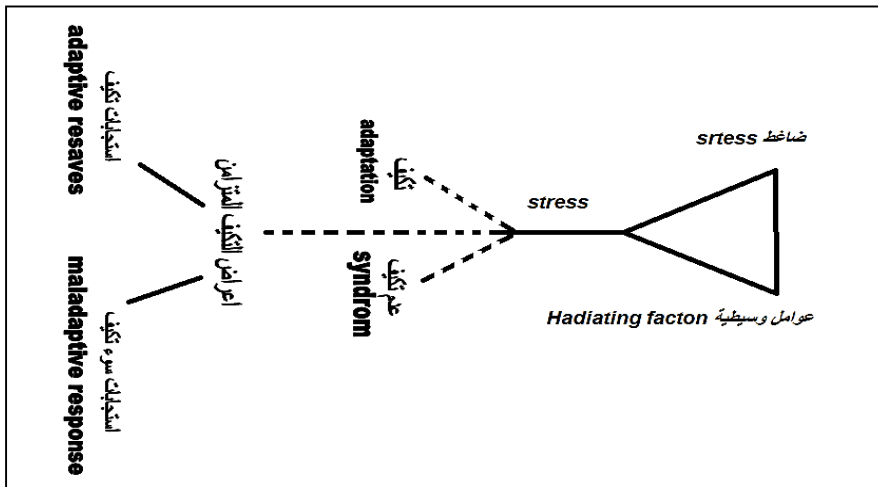 ضاغط srtess
عوامل وسيطية Hadiating facton
stress
تكيف
adaptation
علم تكيف
syndrom
اعراض التكيف المتزامن
استجابات تكيف
adaptive resaves
استجابات سوء تكيف
maladaptive response